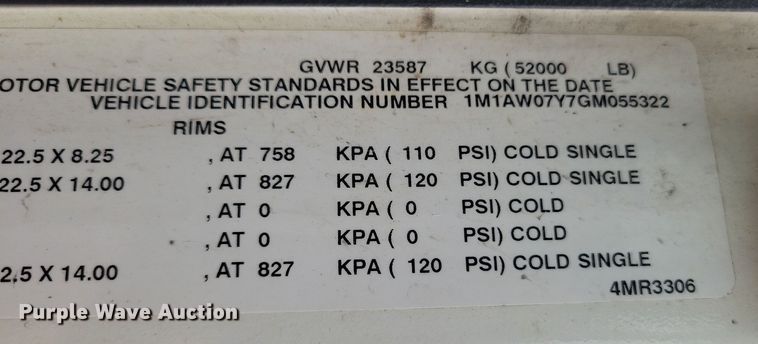 GVWR 23587 KG ( 52000 LB)
OTOR VEHICLE SAFETY STANDARDS IN EFFECT ON THE DATE
VEHICLE IDENTIFICATION NUMBER 1M1AW07Y7GM055322
RIMS
22.5 X 8.25 , AT 758 KPA ( 110 PSI) COLD SINGLE
22.5 X 14.00 , AT 827 KPA ( 120 PSI) COLD SINGLE
, AT 0 KPA ( 0 PSI) COLD
, AT 0 KPA ( 0 PSI) COLD
2.5 X 14.00 , AT 827 KPA ( 120 PSI) COLD SINGLE
4MR3306
Purple Wave Auction